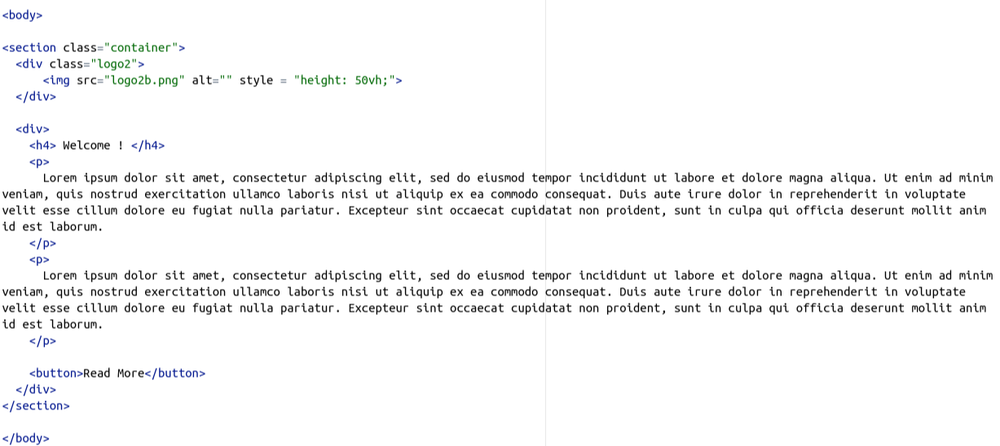 <body>
<section class="container">
<div class="logo2">
<img src="logo2b.png" alt="" style = "height: 50vh;">
</div>
<div>
<h4> Welcome ! </h4>
<p>
Lorem ipsum dolor sit amet, consectetur adipiscing elit, sed do eiusmod tempor incididunt ut labore et dolore magna aliqua. Ut enim ad minim
veniam, quis nostrud exercitation ullamco laboris nisi ut aliquip ex ea commodo consequat. Duis aute irure dolor in reprehenderit in voluptate
velit esse cillum dolore eu fugiat nulla pariatur. Excepteur sint occaecat cupidatat non proident, sunt in culpa qui officia deserunt mollit anim
id est laborum.
</p>
<p>
Lorem ipsum dolor sit amet, consectetur adipiscing elit, sed do eiusmod tempor incididunt ut labore et dolore magna aliqua. Ut enim ad minim
veniam, quis nostrud exercitation ullamco laboris nisi ut aliquip ex ea commodo consequat. Duis aute irure dolor in reprehenderit in voluptate
velit esse cillum dolore eu fugiat nulla pariatur. Excepteur sint occaecat cupidatat non proident, sunt in culpa qui officia deserunt mollit anim
id est laborum.
</p>
<button>Read More</button>
</div>
</section>
</body>